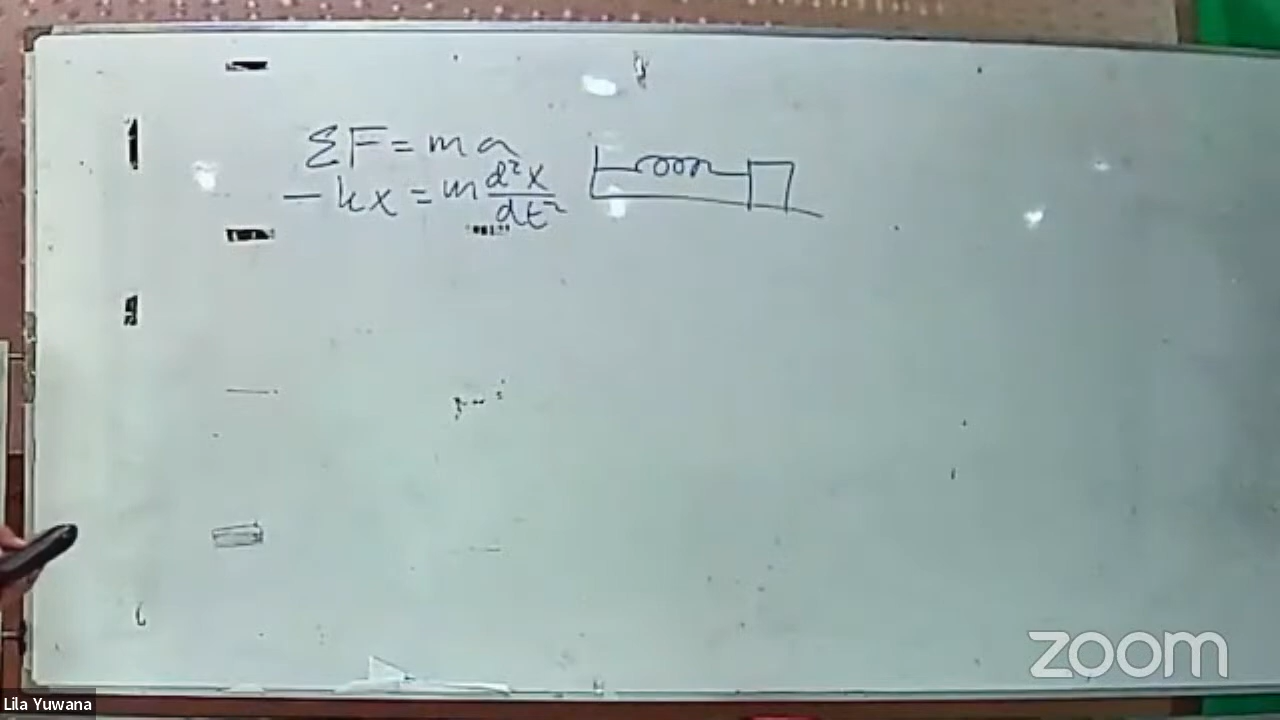 ΣF = ma
-kx = m d²x/dt²
zoom
Lila Yuwana